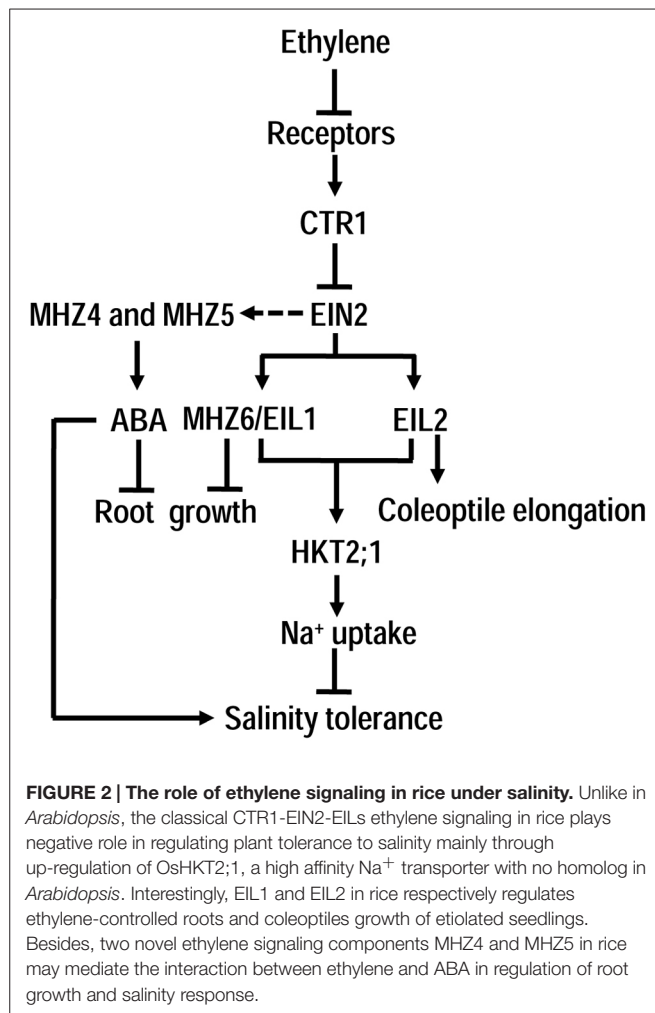 Ethylene
Receptors
CTR1
MHZ4 and MHZ5 EIN2
ABA MHZ6/EIL1 EIL2
Root growth Coleoptile elongation
HKT2;1
Na⁺ uptake
Salinity tolerance
FIGURE 2 | The role of ethylene signaling in rice under salinity. Unlike in
Arabidopsis, the classical CTR1-EIN2-EILs ethylene signaling in rice plays
negative role in regulating plant tolerance to salinity mainly through
up-regulation of OsHKT2;1, a high affinity Na⁺ transporter with no homolog in
Arabidopsis. Interestingly, EIL1 and EIL2 in rice respectively regulates
ethylene-controlled roots and coleoptiles growth of etiolated seedlings.
Besides, two novel ethylene signaling components MHZ4 and MHZ5 in rice
may mediate the interaction between ethylene and ABA in regulation of root
growth and salinity response.